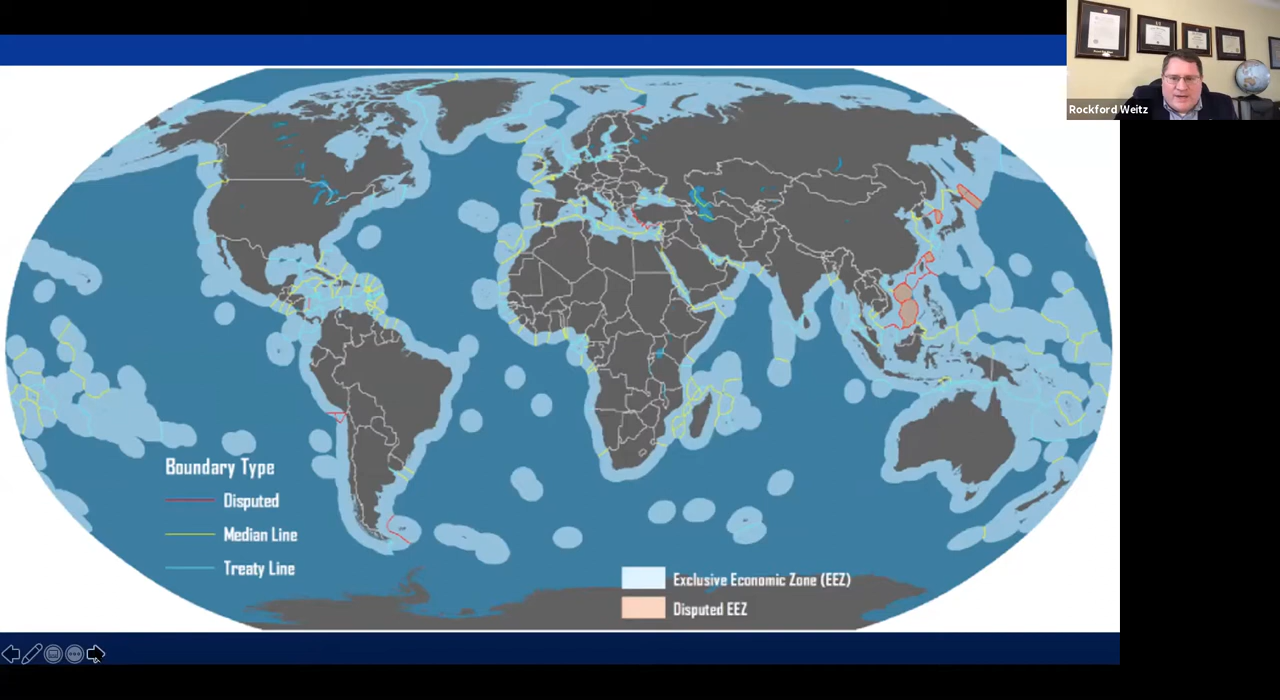 Rockford Weitz
Boundary Type
Disputed
Median Line
Treaty Line
Exclusive Economic Zone (EEZ)
Disputed EEZ